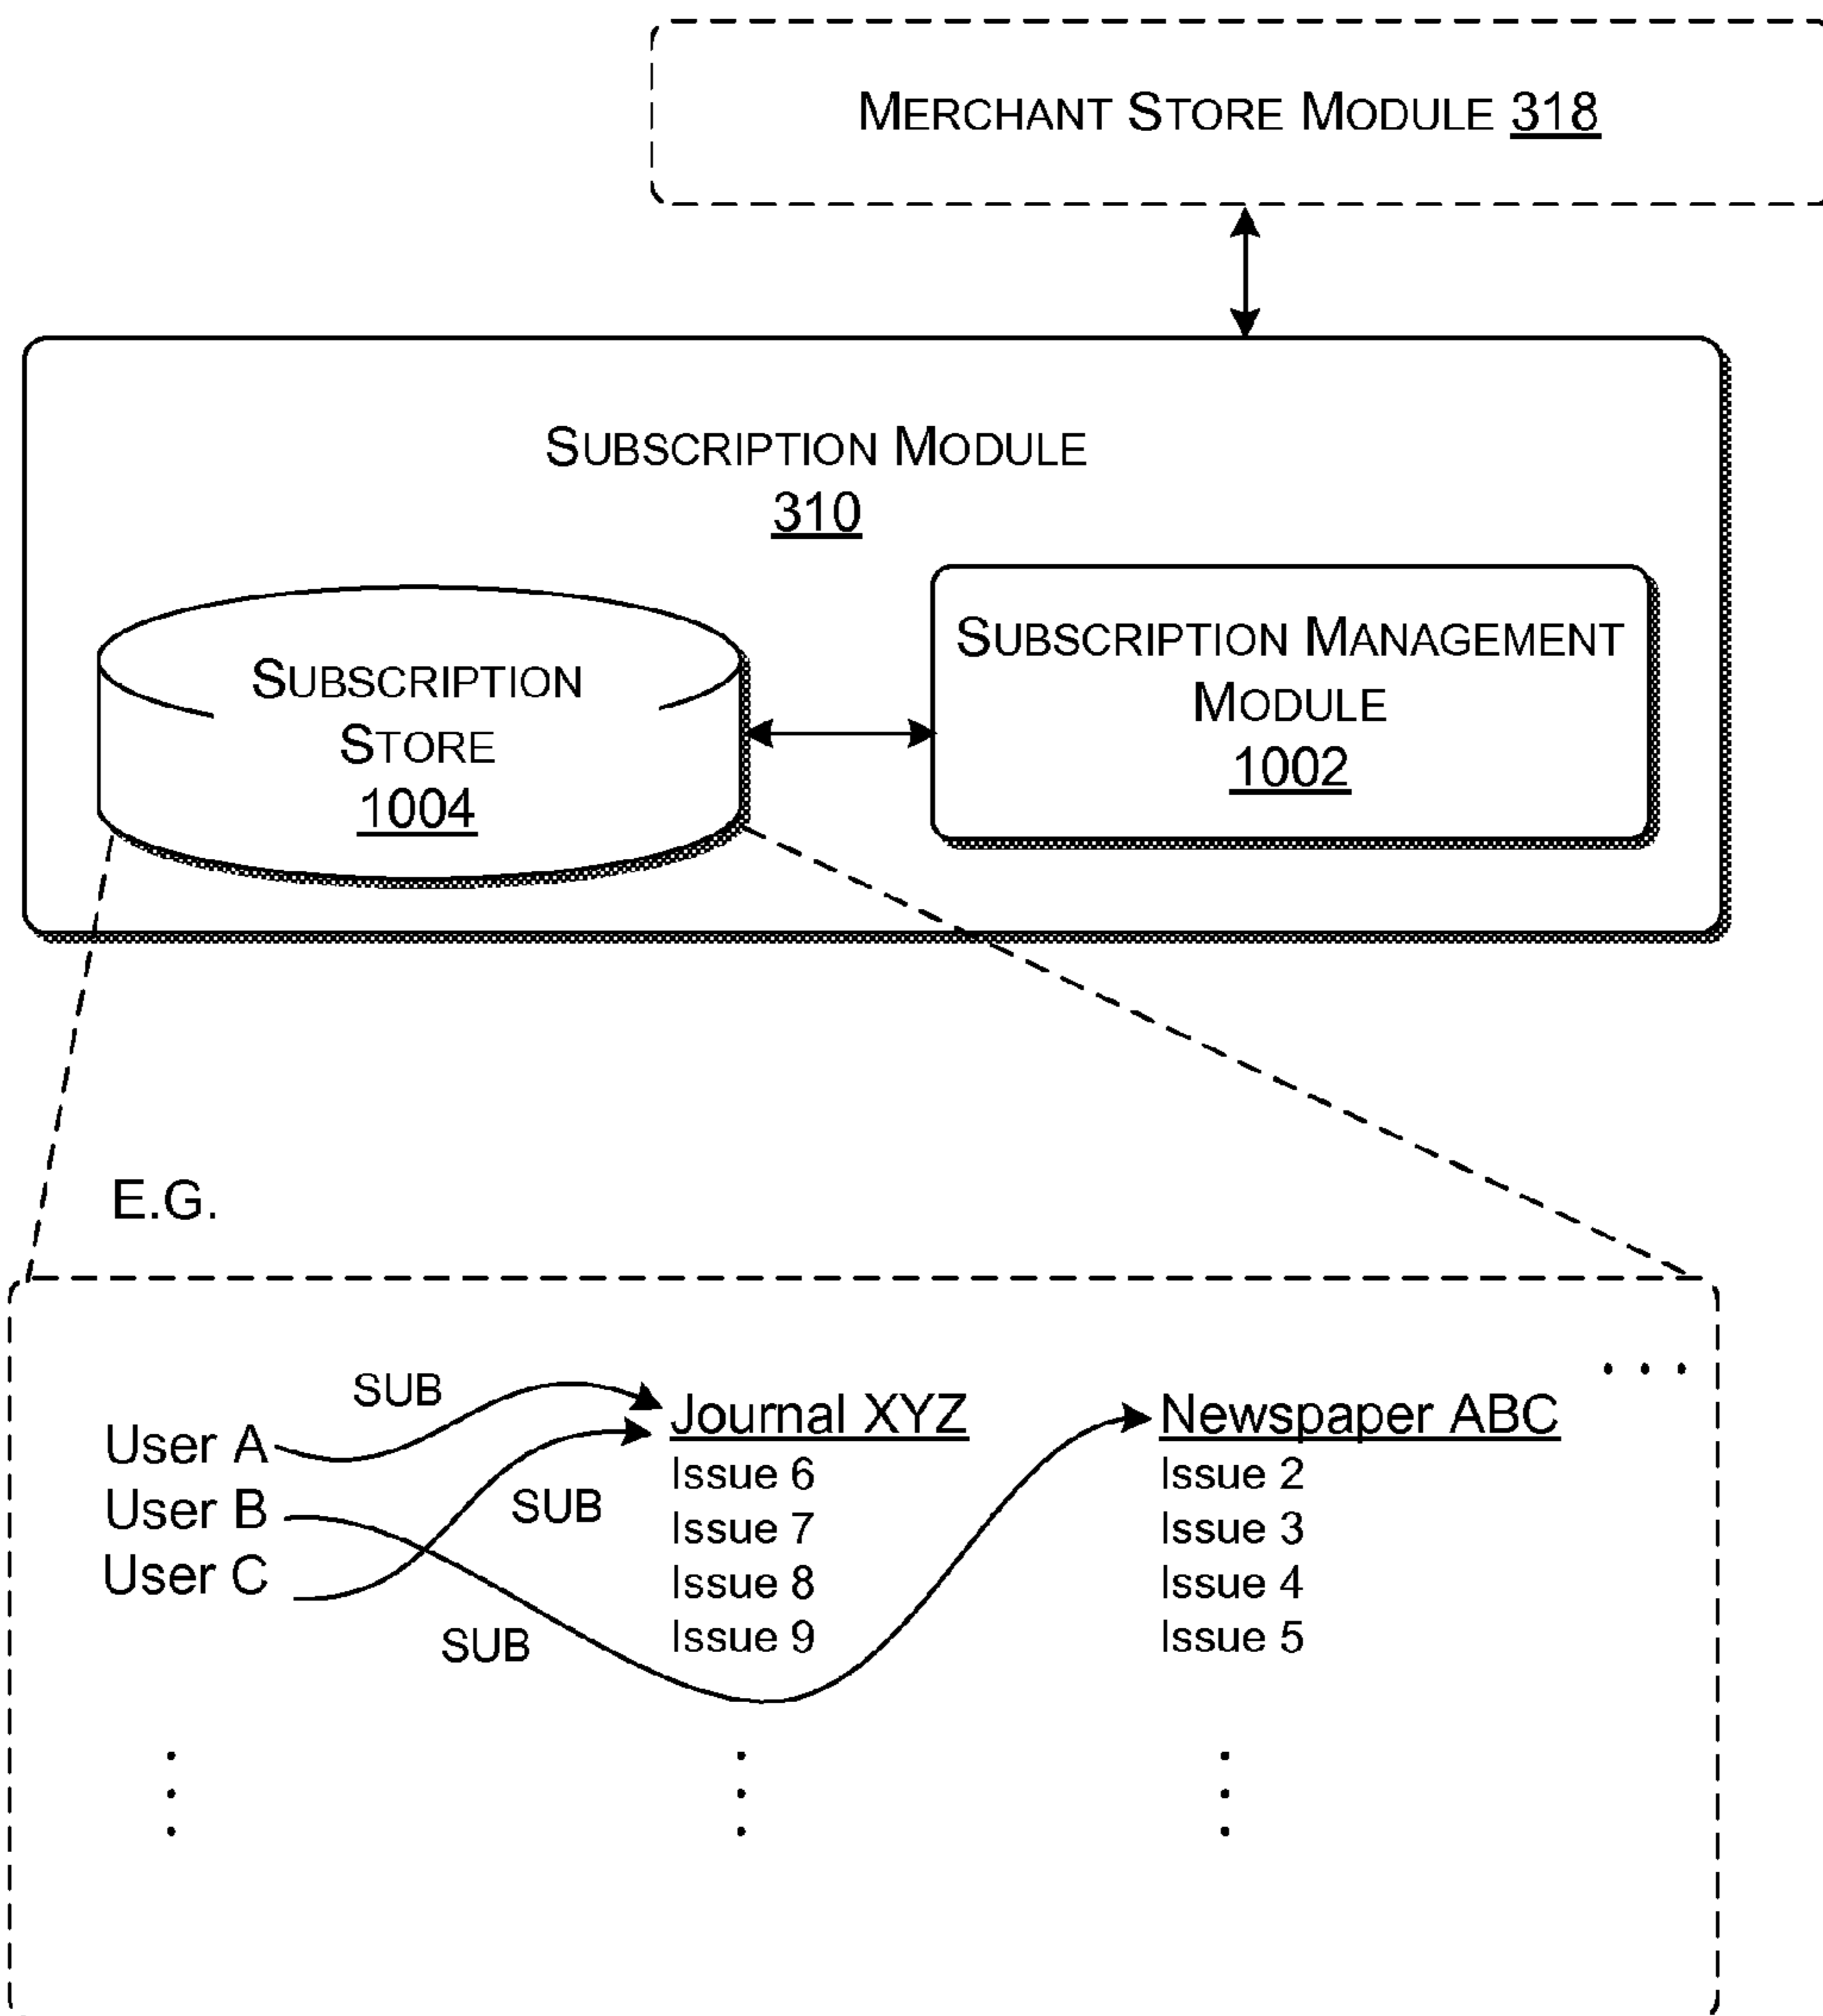 MERCHANT STORE MODULE 318
SUBSCRIPTION MODULE
310
SUBSCRIPTION
STORE
1004
SUBSCRIPTION MANAGEMENT
MODULE
1002
E.G.
SUB
User A
User B
User C
SUB
SUB
Journal XYZ
Issue 6
Issue 7
Issue 8
Issue 9
Newspaper ABC
Issue 2
Issue 3
Issue 4
Issue 5